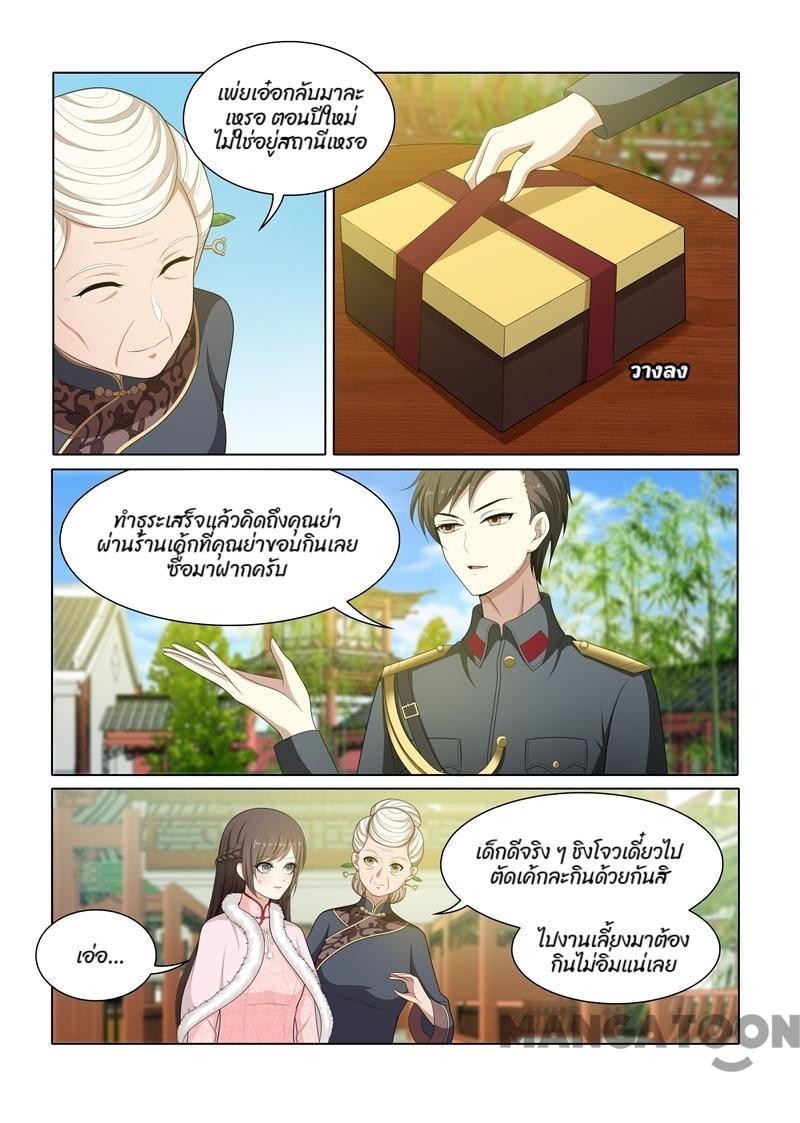 เพ่ยเอ๋อกลับมาละ
เหรอ ตอนปีใหม่
ไม่ใช่อยู่สถานีเหรอ
วางลง
ทำธุระเสร็จแล้วคิดถึงคุณย่า
ผ่านร้านเค้กที่คุณย่าชอบกินเลย
ซื้อมาฝากครับ
เด็กดีจริง ๆ ชิงโจวเดี๋ยวไป
ตัดเค้กละกินด้วยกันสิ
ไปงานเลี้ยงมาต้อง
กินไม่อิ่มแน่เลย
เอ่อ...
MANGATOON